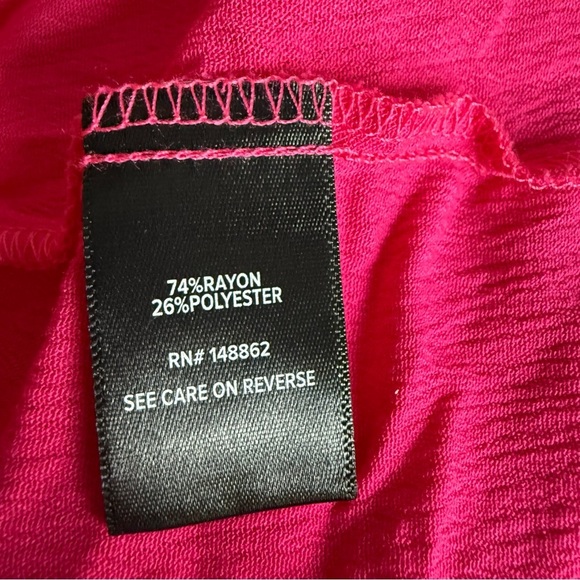 74%RAYON
26%POLYESTER
RN# 148862
SEE CARE ON REVERSE